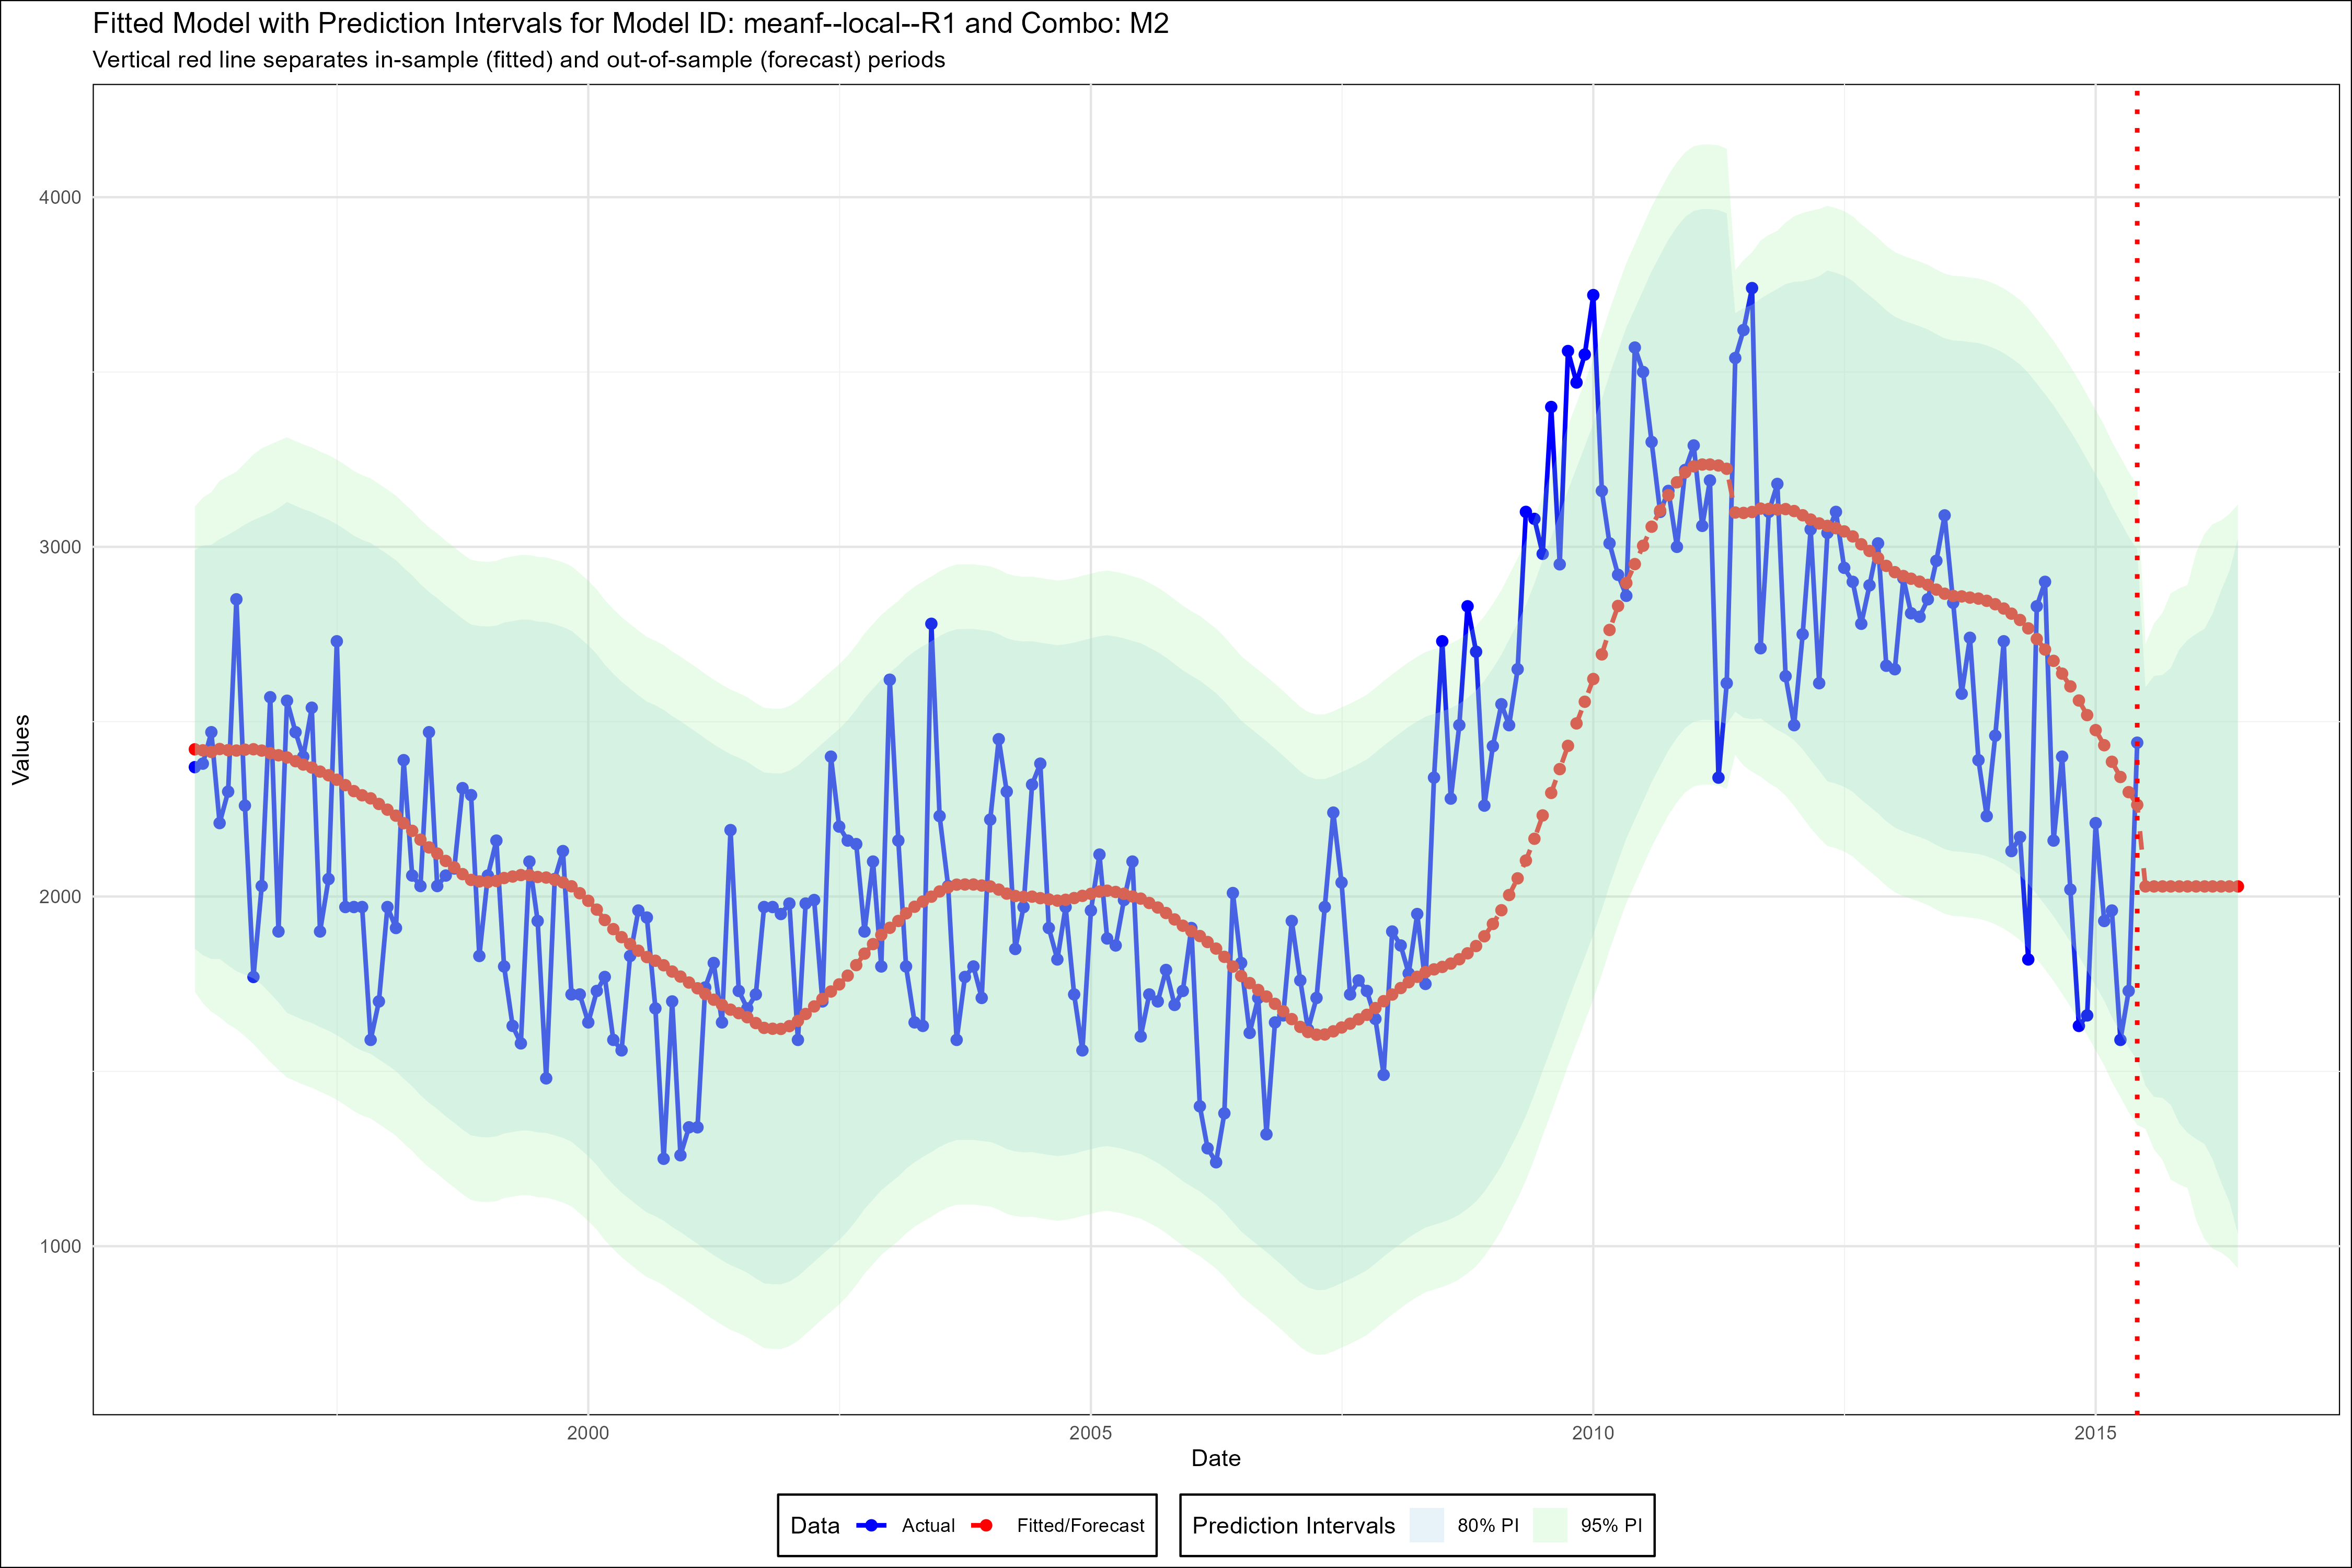 Fitted Model with Prediction Intervals for Model ID: meanf--local--R1 and Combo: M2
Vertical red line separates in-sample (fitted) and out-of-sample (forecast) periods
4000
3000
2000
1000
Values
2000
2005
2010
2015
Date
Data
Actual
Fitted/Forecast
Prediction Intervals
80% PI
95% PI